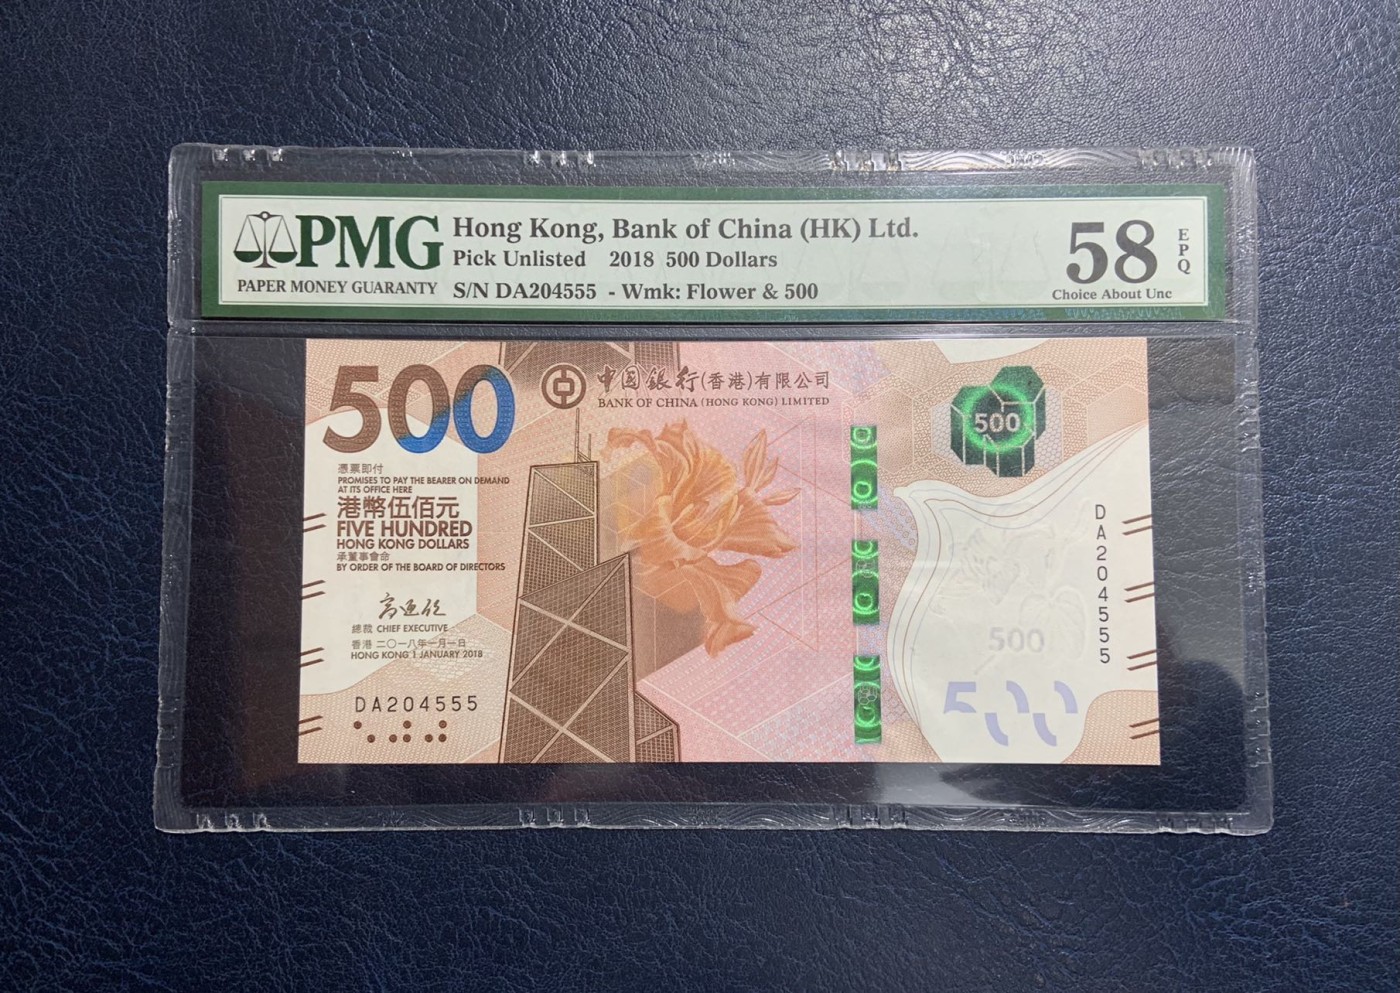 PMG
PAPER MONEY GUARANTY
Hong Kong, Bank of China (HK) Ltd.
Pick Unlisted 2018 500 Dollars
S/N DA204555 - Wmk: Flower & 500
58
EPQ
Choice About Unc
500
中国銀行(香港)有限公司
BANK OF CHINA (HONG KONG) LIMITED
憑票即付
PROMISES TO PAY THE BEARER ON DEMAND
AT ITS OFFICE HERE
港幣伍佰元
FIVE HUNDRED
HONG KONG DOLLARS
承董事會命
BY ORDER OF THE BOARD OF DIRECTORS
總裁 CHIEF EXECUTIVE
香港 二〇一八年一月一日
HONG KONG 1 JANUARY 2018
DA204555
500
DA204555
500
500